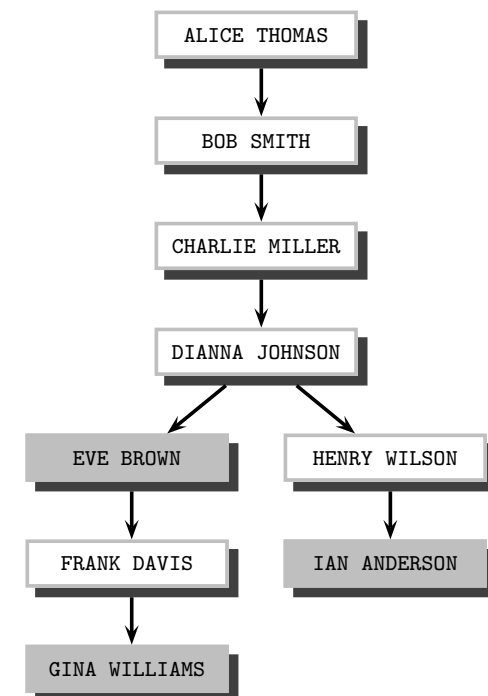 ALICE THOMAS
BOB SMITH
CHARLIE MILLER
DIANNA JOHNSON
EVE BROWN
HENRY WILSON
FRANK DAVIS
IAN ANDERSON
GINA WILLIAMS